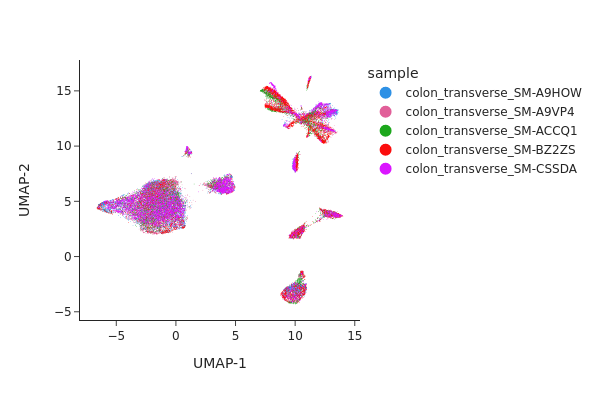 sample
colon_transverse_SM-A9HOW
colon_transverse_SM-A9VP4
colon_transverse_SM-ACCQ1
colon_transverse_SM-BZ2ZS
colon_transverse_SM-CSSDA
15
10
5
0
−5
UMAP-2
−5
0
5
10
15
UMAP-1